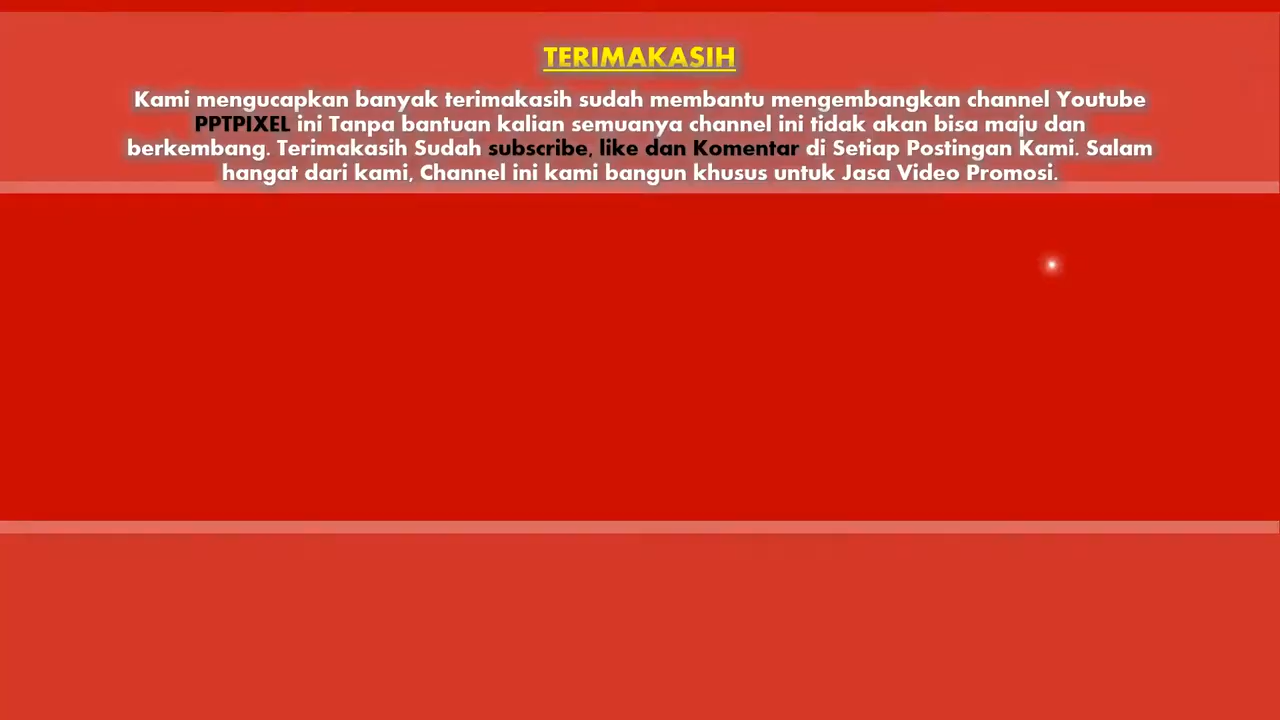 TERIMAKASIH
Kami mengucapkan banyak terimakasih sudah membantu mengembangkan channel Youtube
PPTPIXEL ini Tanpa bantuan kalian semuanya channel ini tidak akan bisa maju dan
berkembang. Terimakasih Sudah subscribe, like dan Komentar di Setiap Postingan Kami. Salam
hangat dari kami, Channel ini kami bangun khusus untuk Jasa Video Promosi.